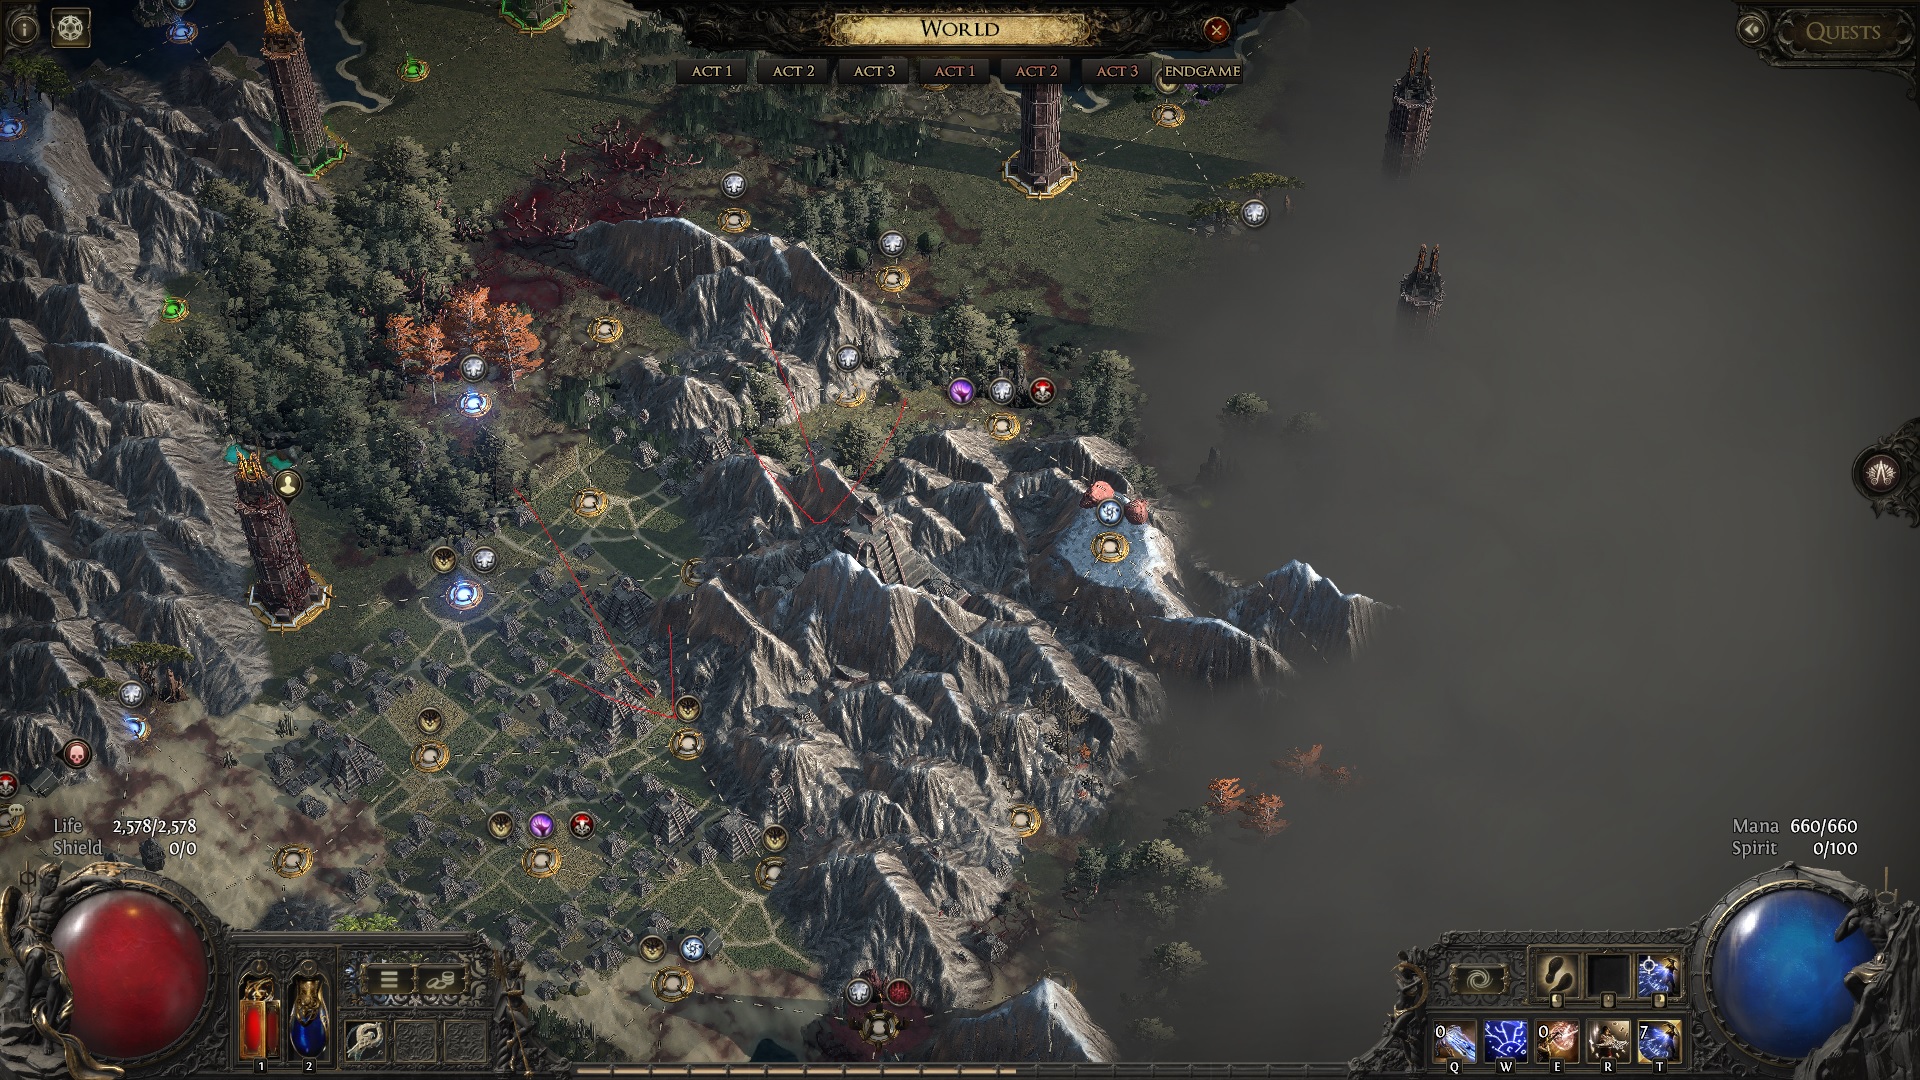 World
Quests
ACT 1
ACT 2
ACT 3
ACT 1
ACT 2
ACT 3
ENDGAME
Life 2,578/2,578
Shield 0/0
Mana 660/660
Spirit 0/100
0
0
7
1
2
Q
W
E
R
T